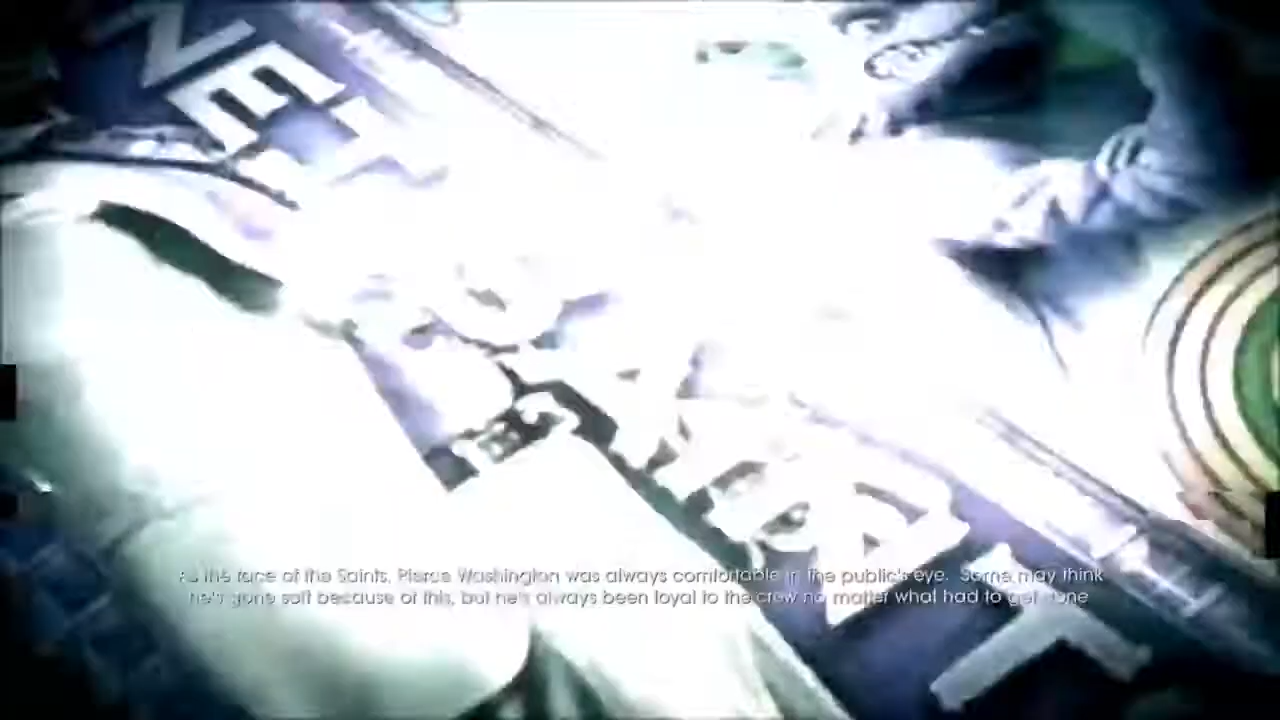 As the face of the Saints, Pierce Washington was always comfortable in the public's eye. Some may think
he's gone soft because of this, but he's always been loyal to the crew no matter what had to get done